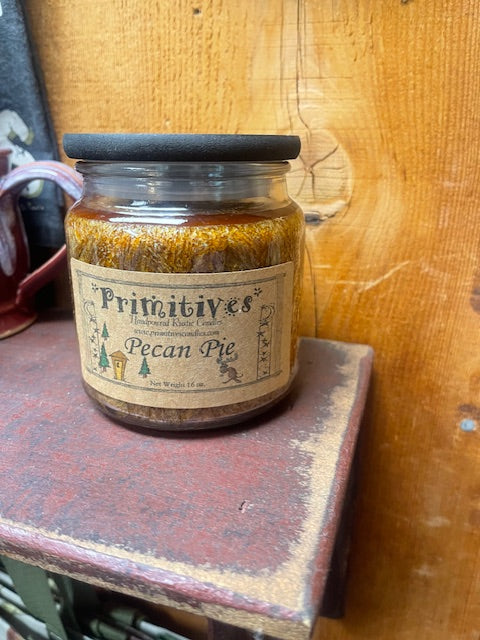 Primitives
Handpoured Rustic Candles
www.primitivescandles.com
Pecan Pie
Net Weight 16 oz.